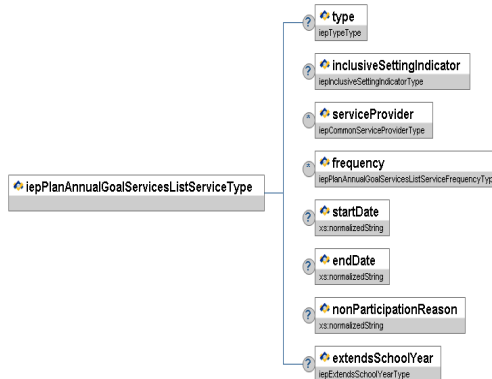 type
iepTypeType
?
inclusiveSettingIndicator
iepInclusiveSettingIndicatorType
?
serviceProvider
iepCommonServiceProviderType
*
iepPlanAnnualGoalServicesListServiceType
frequency
iepPlanAnnualGoalServicesListServiceFrequencyTyp
*
startDate
xs:normalizedString
?
endDate
xs:normalizedString
?
nonParticipationReason
xs:normalizedString
?
extendsSchoolYear
iepExtendsSchoolYearType
?